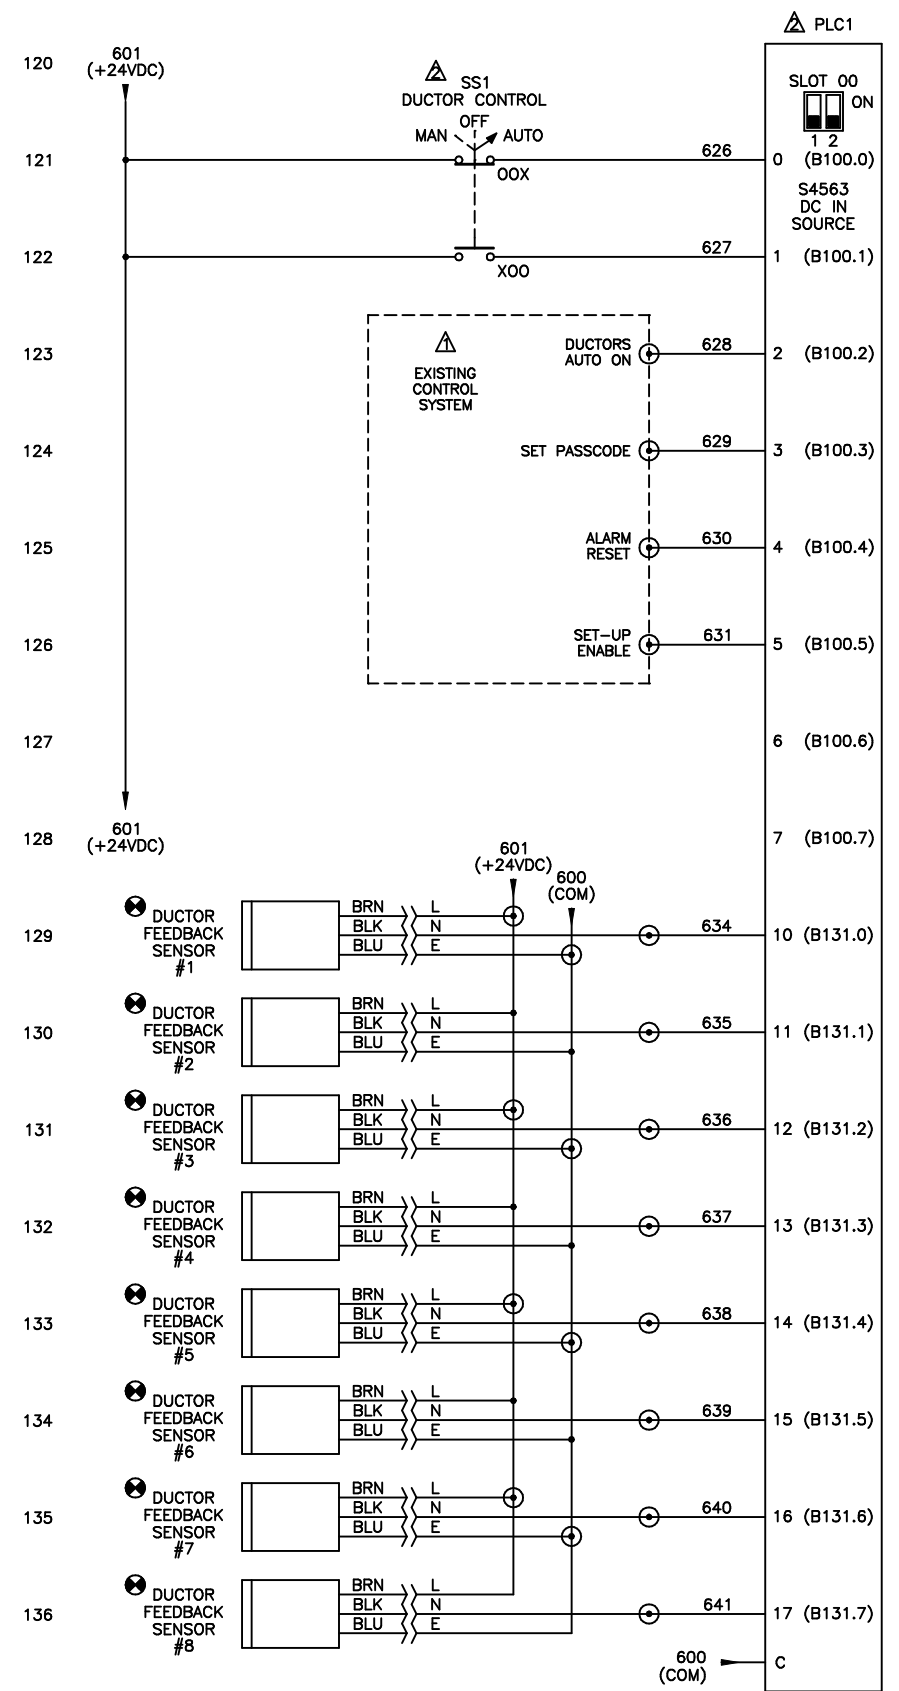 2 PLC1
120
601
(+24VDC)
2
SS1
DUCTOR CONTROL
OFF
MAN AUTO
SLOT 00
ON
1 2
121
OOX
626
0 (B100.0)
S4563
DC IN
SOURCE
122
XOO
627
1 (B100.1)
123
1
EXISTING
CONTROL
SYSTEM
DUCTORS
AUTO ON
628
2 (B100.2)
124
SET PASSCODE
629
3 (B100.3)
125
ALARM
RESET
630
4 (B100.4)
126
SET-UP
ENABLE
631
5 (B100.5)
127
6 (B100.6)
128
601
(+24VDC)
7 (B100.7)
601
(+24VDC)
600
(COM)
129
DUCTOR
FEEDBACK
SENSOR
#1
BRN L
BLK N
BLU E
634
10 (B131.0)
130
DUCTOR
FEEDBACK
SENSOR
#2
BRN L
BLK N
BLU E
635
11 (B131.1)
131
DUCTOR
FEEDBACK
SENSOR
#3
BRN L
BLK N
BLU E
636
12 (B131.2)
132
DUCTOR
FEEDBACK
SENSOR
#4
BRN L
BLK N
BLU E
637
13 (B131.3)
133
DUCTOR
FEEDBACK
SENSOR
#5
BRN L
BLK N
BLU E
638
14 (B131.4)
134
DUCTOR
FEEDBACK
SENSOR
#6
BRN L
BLK N
BLU E
639
15 (B131.5)
135
DUCTOR
FEEDBACK
SENSOR
#7
BRN L
BLK N
BLU E
640
16 (B131.6)
136
DUCTOR
FEEDBACK
SENSOR
#8
BRN L
BLK N
BLU E
641
17 (B131.7)
600
(COM)
C